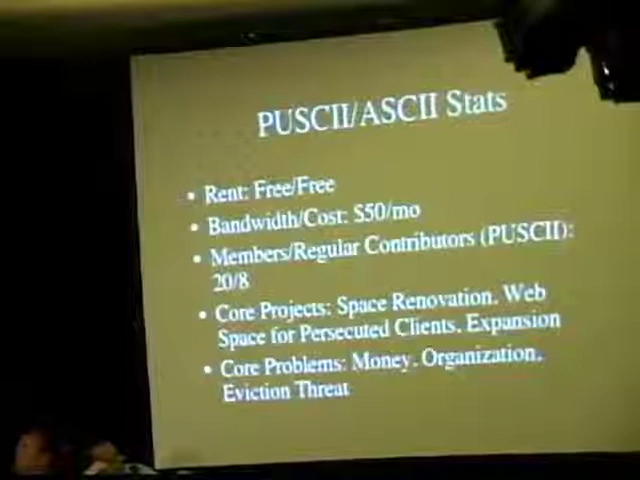 PUSCII/ASCII Stats
• Rent: Free/Free
• Bandwidth/Cost: $50/mo
• Members/Regular Contributors (PUSCII):
20/8
• Core Projects: Space Renovation, Web
Space for Persecuted Clients, Expansion
• Core Problems: Money, Organization,
Eviction Threat